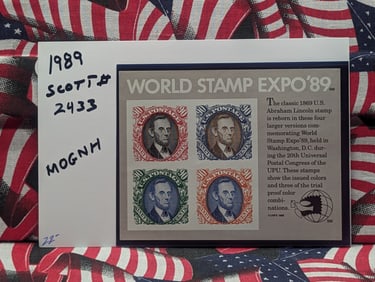 1989
SCOTT#
2433
MOGNH
22-
WORLD STAMP EXPO'89
The classic 1869 U.S.
Abraham Lincoln stamp
is reborn in these four
larger versions com-
memorating World
Stamp Expo'89, held in
Washington, D.C. dur-
ing the 20th Universal
Postal Congress of the
UPU. These stamps
show the issued colors
and three of the trial
proof color
combi-
nations.